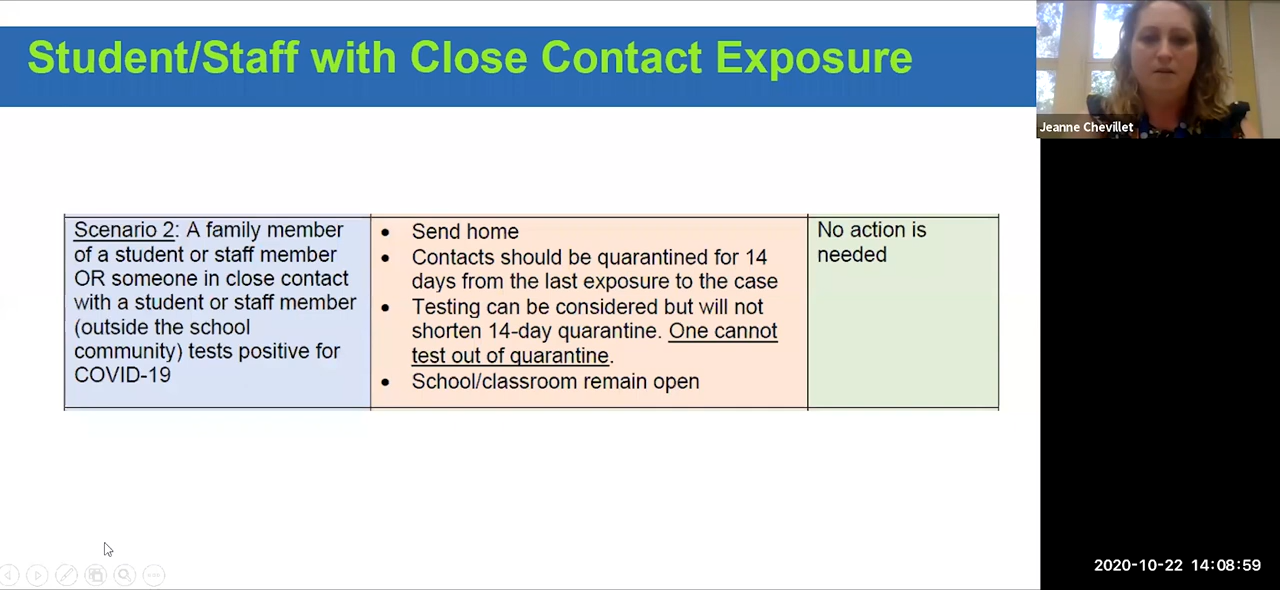 Student/Staff with Close Contact Exposure
Jeanne Chevillet
Scenario 2: A family member
of a student or staff member
OR someone in close contact
with a student or staff member
(outside the school
community) tests positive for
COVID-19
• Send home
• Contacts should be quarantined for 14
days from the last exposure to the case
• Testing can be considered but will not
shorten 14-day quarantine. One cannot
test out of quarantine.
• School/classroom remain open
No action is
needed
2020-10-22 14:08:59